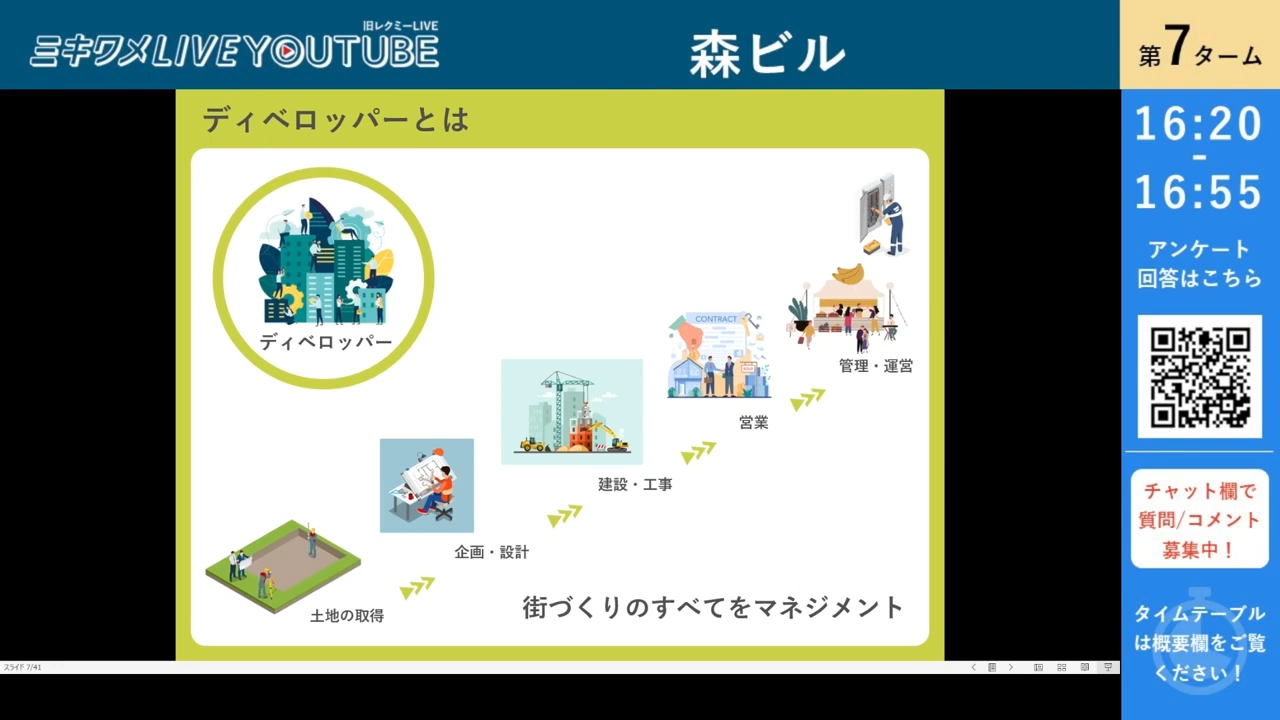 旧レクミーLIVE
ミキワメLIVE YOUTUBE
森ビル
第7ターム
ディベロッパーとは
ディベロッパー
CONTRACT
管理・運営
営業
建設・工事
企画・設計
土地の取得
街づくりのすべてをマネジメント
スライド 7/41
16:20
-
16:55
アンケート
回答はこちら
チャット欄で
質問/コメント
募集中！
タイムテーブル
は概要欄をご覧
ください！